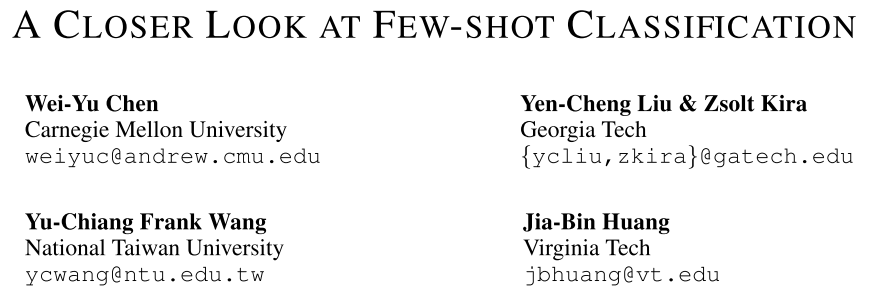 A CLOSER LOOK AT FEW-SHOT CLASSIFICATION
Wei-Yu Chen
Carnegie Mellon University
weiyuc@andrew.cmu.edu
Yen-Cheng Liu & Zsolt Kira
Georgia Tech
{ycliu,zkira}@gatech.edu
Yu-Chiang Frank Wang
National Taiwan University
ycwang@ntu.edu.tw
Jia-Bin Huang
Virginia Tech
jbhuang@vt.edu